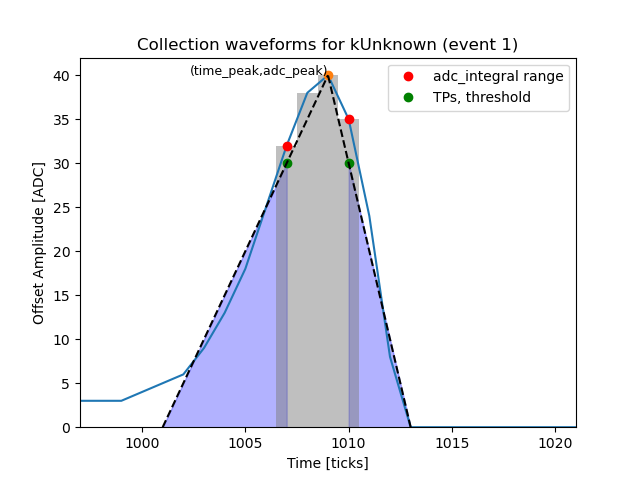 Collection waveforms for kUnknown (event 1)
(time_peak,adc_peak)
adc_integral range
TPs, threshold
Offset Amplitude [ADC]
40
35
30
25
20
15
10
5
0
1000 1005 1010 1015 1020
Time [ticks]